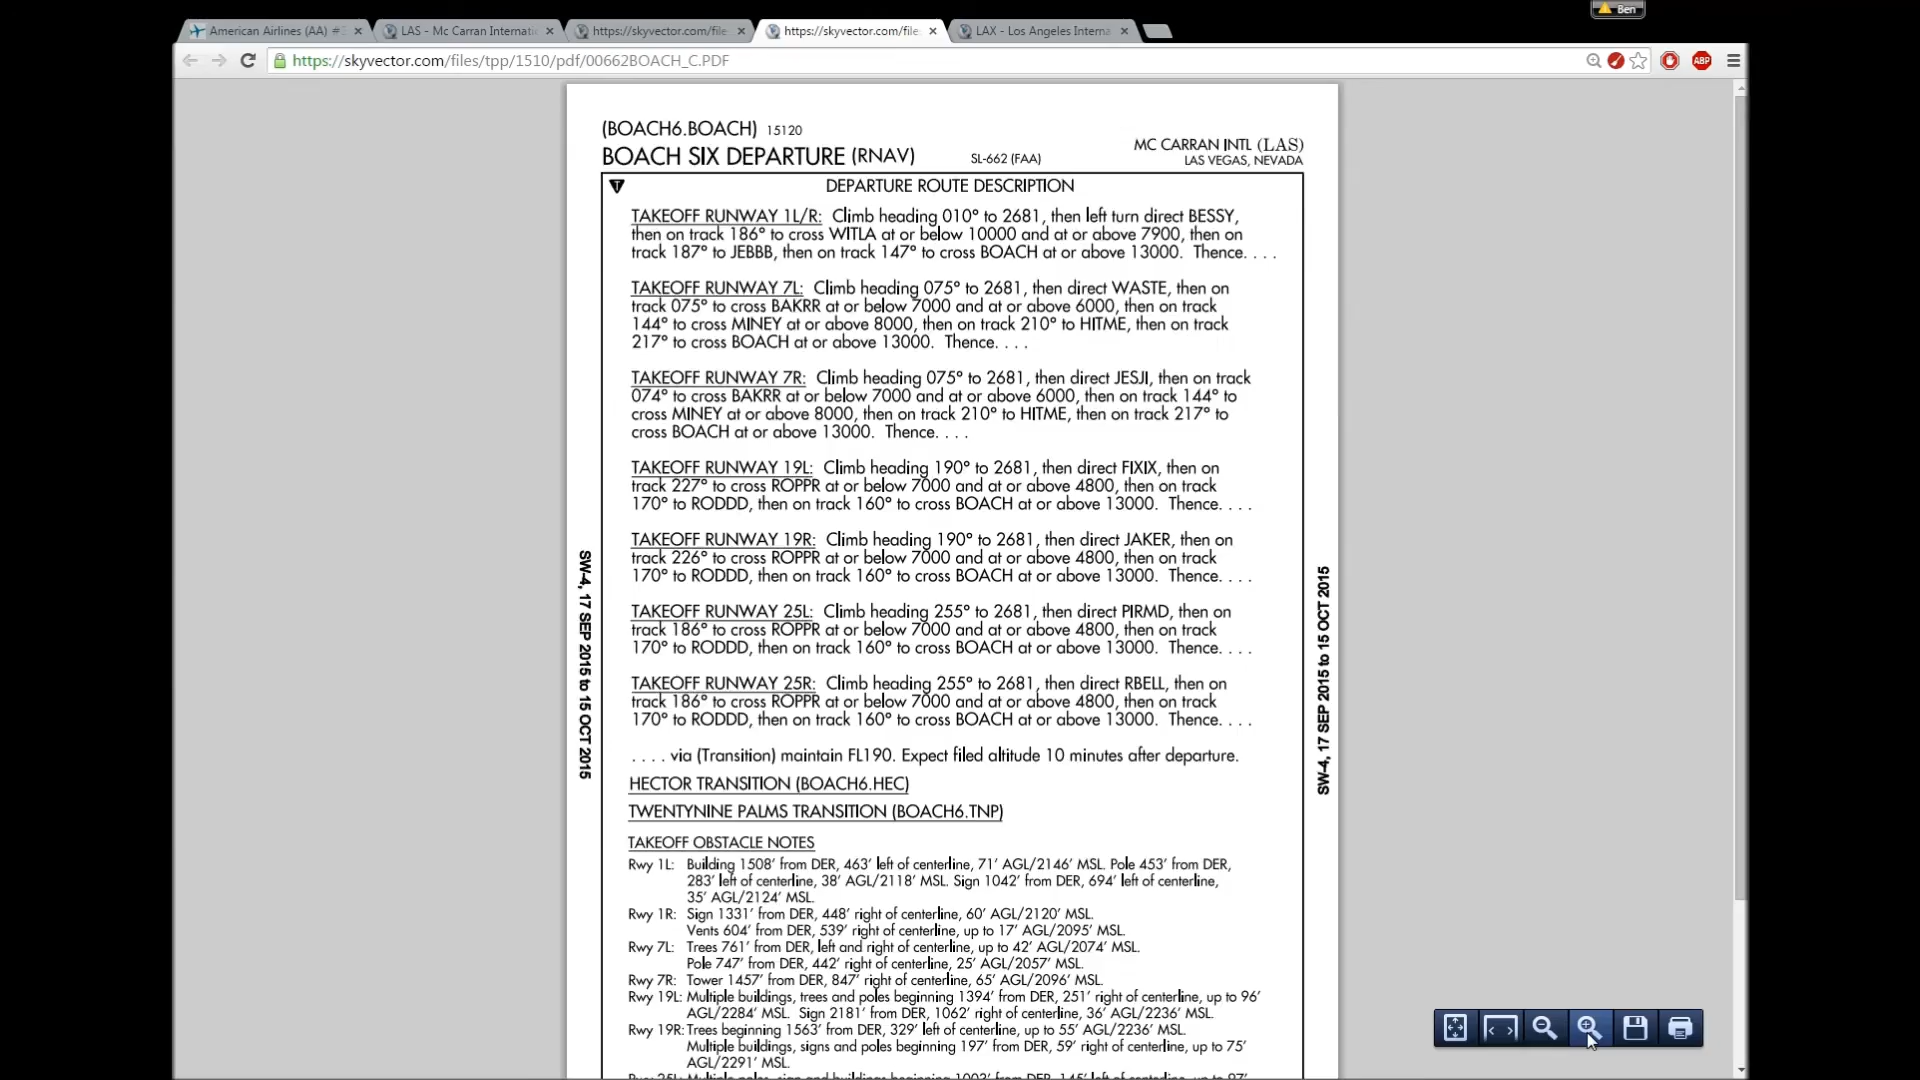 Ben
American Airlines (AA) #
LAS - Mc Carran Internatio
https://skyvector.com/file
https://skyvector.com/file
LAX - Los Angeles Interna
https://skyvector.com/files/tpp/1510/pdf/00662BOACH_C.PDF
ABP
(BOACH6.BOACH) 15120
BOACH SIX DEPARTURE (RNAV)
SL-662 (FAA)
MC CARRAN INTL (LAS)
LAS VEGAS, NEVADA
T
DEPARTURE ROUTE DESCRIPTION
TAKEOFF RUNWAY 1L/R: Climb heading 010° to 2681, then left turn direct BESSY,
then on track 186° to cross WITLA at or below 10000 and at or above 7900, then on
track 187° to JEBBB, then on track 147° to cross BOACH at or above 13000. Thence. . . .
TAKEOFF RUNWAY 7L: Climb heading 075° to 2681, then direct WASTE, then on
track 075° to cross BAKRR at or below 7000 and at or above 6000, then on track
144° to cross MINEY at or above 8000, then on track 210° to HITME, then on track
217° to cross BOACH at or above 13000. Thence. . . .
TAKEOFF RUNWAY 7R: Climb heading 075° to 2681, then direct JESJI, then on track
074° to cross BAKRR at or below 7000 and at or above 6000, then on track 144° to
cross MINEY at or above 8000, then on track 210° to HITME, then on track 217° to
cross BOACH at or above 13000. Thence. . . .
TAKEOFF RUNWAY 19L: Climb heading 190° to 2681, then direct FIXIX, then on
track 227° to cross ROPPR at or below 7000 and at or above 4800, then on track
170° to RODDD, then on track 160° to cross BOACH at or above 13000. Thence. . . .
TAKEOFF RUNWAY 19R: Climb heading 190° to 2681, then direct JAKER, then on
track 226° to cross ROPPR at or below 7000 and at or above 4800, then on track
170° to RODDD, then on track 160° to cross BOACH at or above 13000. Thence. . . .
TAKEOFF RUNWAY 25L: Climb heading 255° to 2681, then direct PIRMD, then on
track 186° to cross ROPPR at or below 7000 and at or above 4800, then on track
170° to RODDD, then on track 160° to cross BOACH at or above 13000. Thence. . . .
TAKEOFF RUNWAY 25R: Climb heading 255° to 2681, then direct RBELL, then on
track 186° to cross ROPPR at or below 7000 and at or above 4800, then on track
170° to RODDD, then on track 160° to cross BOACH at or above 13000. Thence. . . .
. . . . via (Transition) maintain FL190. Expect filed altitude 10 minutes after departure.
HECTOR TRANSITION (BOACH6.HEC)
TWENTYNINE PALMS TRANSITION (BOACH6.TNP)
TAKEOFF OBSTACLE NOTES
Rwy 1L: Building 1508' from DER, 463' left of centerline, 71' AGL/2146' MSL. Pole 453' from DER,
283' left of centerline, 38' AGL/2118' MSL. Sign 1042' from DER, 694' left of centerline,
35' AGL/2124' MSL.
Rwy 1R: Sign 1331' from DER, 448' right of centerline, 60' AGL/2120' MSL.
Vents 604' from DER, 539' right of centerline, up to 17' AGL/2095' MSL.
Rwy 7L: Trees 761' from DER, left and right of centerline, up to 42' AGL/2074' MSL.
Pole 747' from DER, 442' right of centerline, 25' AGL/2057' MSL.
Rwy 7R: Tower 1457' from DER, 847' right of centerline, 65' AGL/2096' MSL.
Rwy 19L: Multiple buildings, trees and poles beginning 1394' from DER, 251' right of centerline, up to 96'
AGL/2284' MSL. Sign 2181' from DER, 1062' right of centerline, 36' AGL/2236' MSL.
Rwy 19R: Trees beginning 1563' from DER, 329' left of centerline, up to 55' AGL/2236' MSL.
Multiple buildings, signs and poles beginning 197' from DER, 59' right of centerline, up to 75'
AGL/2291' MSL.
Rwy 25L: Multiple poles, sign and buildings beginning 1003' from DER, 145' left of centerline, up to 97'
SW-4, 17 SEP 2015 to 15 OCT 2015
SW-4, 17 SEP 2015 to 15 OCT 2015